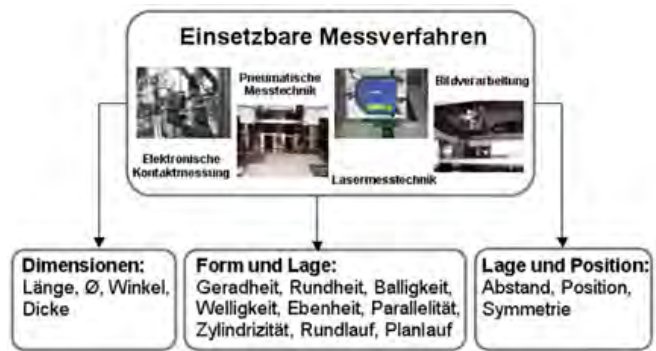 Einsetzbare Messverfahren
Pneumatische
Messtechnik
Bildverarbeitung
Elektronische
Kontaktmessung
Lasermesstechnik
Dimensionen:
Länge, Ø, Winkel,
Dicke
Form und Lage:
Geradheit, Rundheit, Balligkeit,
Welligkeit, Ebenheit, Parallelität,
Zylindrizität, Rundlauf, Planlauf
Lage und Position:
Abstand, Position,
Symmetrie